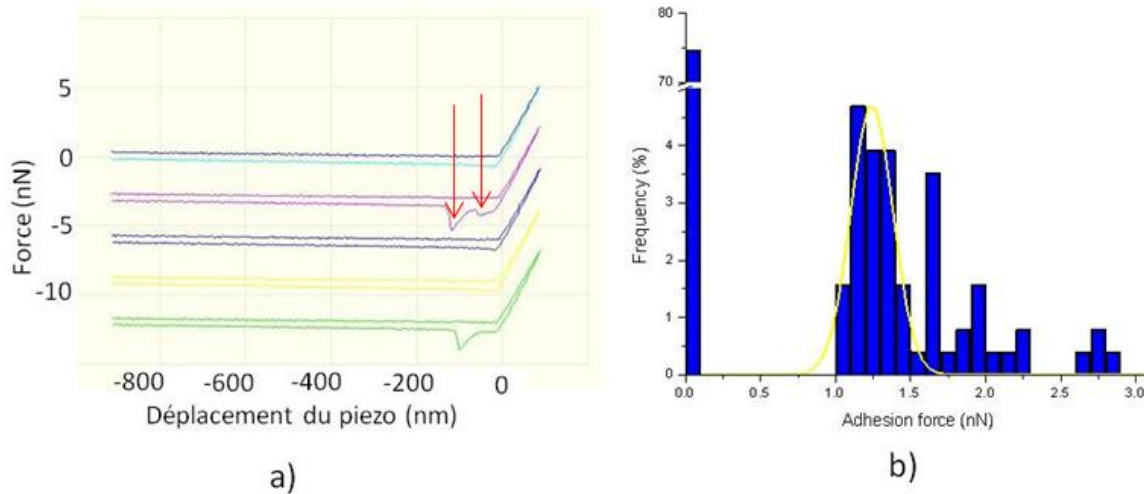 5
0
-5
-10
Force (nN)
-800 -600 -400 -200 0
Déplacement du piezo (nm)
a)
80
70
4
3
2
1
0
Frequency (%)
0.0 0.5 1.0 1.5 2.0 2.5 3.0
Adhesion force (nN)
b)